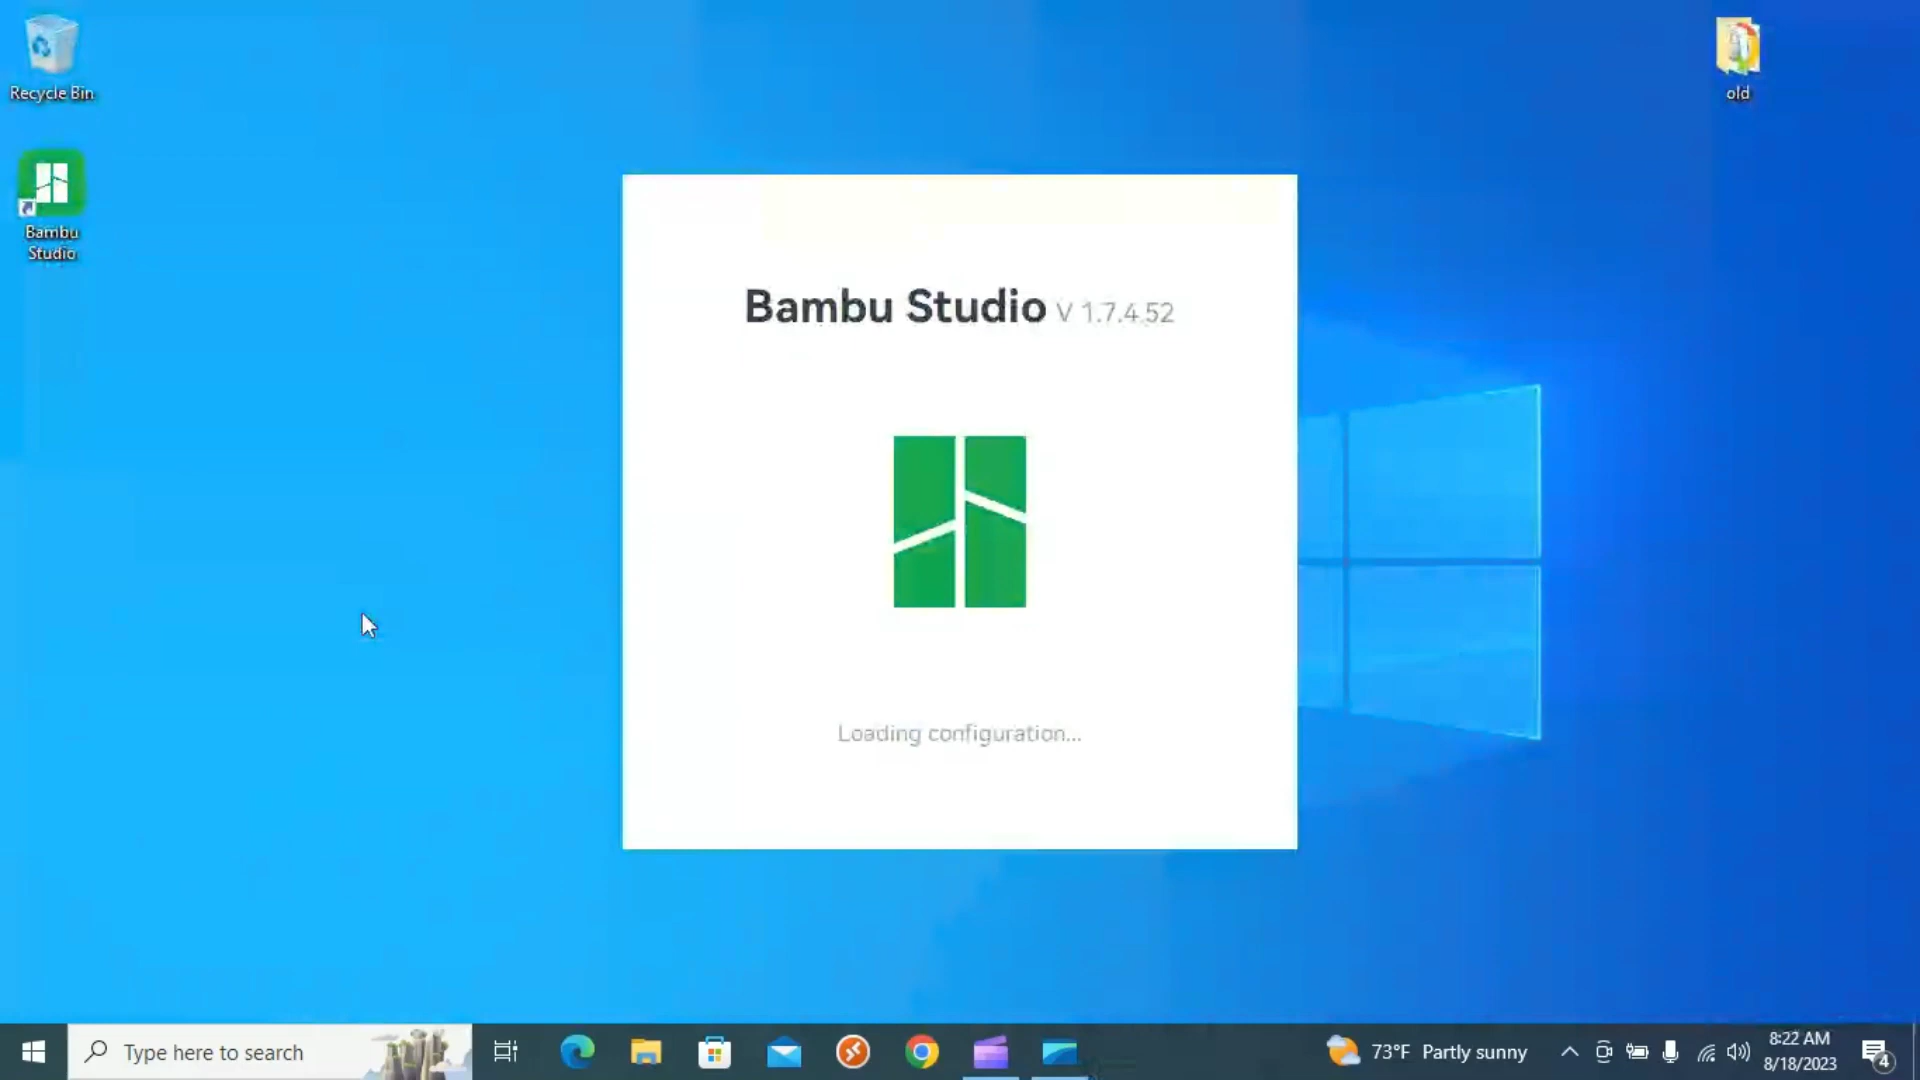 Recycle Bin
old
Bambu
Studio
Bambu Studio V 1.7.4.52
Loading configuration...
Type here to search
73°F Partly sunny
8:22 AM
8/18/2023
4